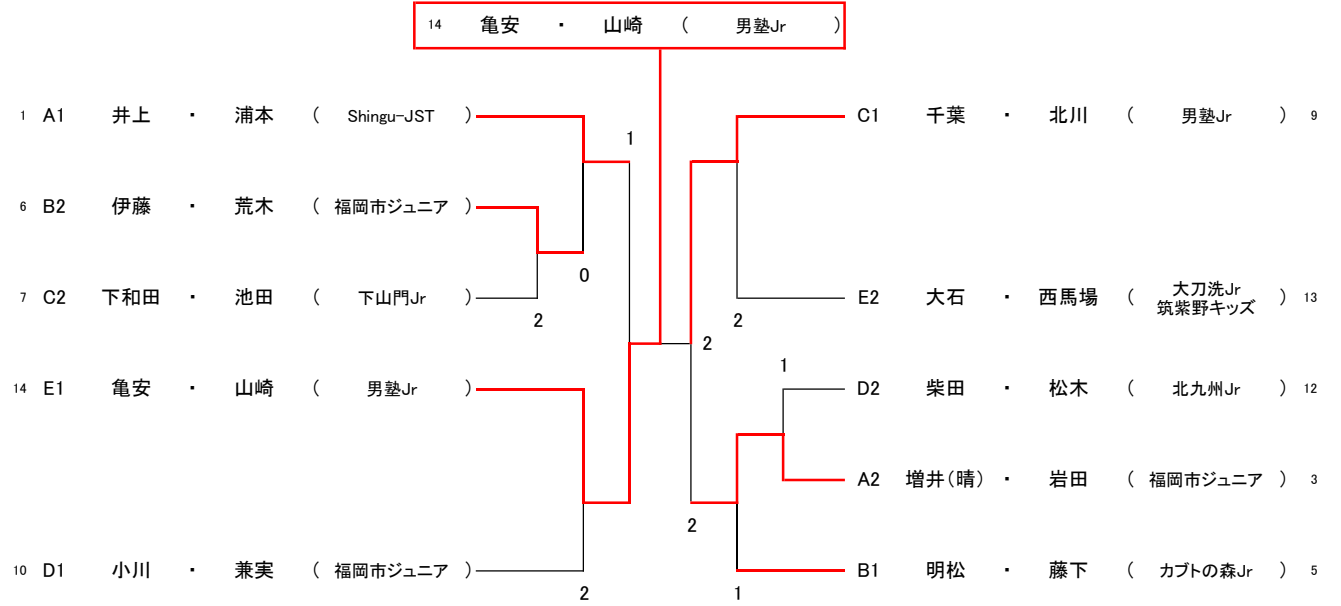 14 亀安 ・ 山崎 ( 男塾Jr )
1 A1 井上 ・ 浦本 ( Shingu-JST )
6 B2 伊藤 ・ 荒木 ( 福岡市ジュニア )
7 C2 下和田 ・ 池田 ( 下山門Jr )
14 E1 亀安 ・ 山崎 ( 男塾Jr )
10 D1 小川 ・ 兼実 ( 福岡市ジュニア )
1
0
2
2
C1 千葉 ・ 北川 ( 男塾Jr ) 9
E2 大石 ・ 西馬場 ( 大刀洗Jr
筑紫野キッズ ) 13
D2 柴田 ・ 松木 ( 北九州Jr ) 12
A2 増井(晴) ・ 岩田 ( 福岡市ジュニア ) 3
B1 明松 ・ 藤下 ( カブトの森Jr ) 5
2
2
1
2
1